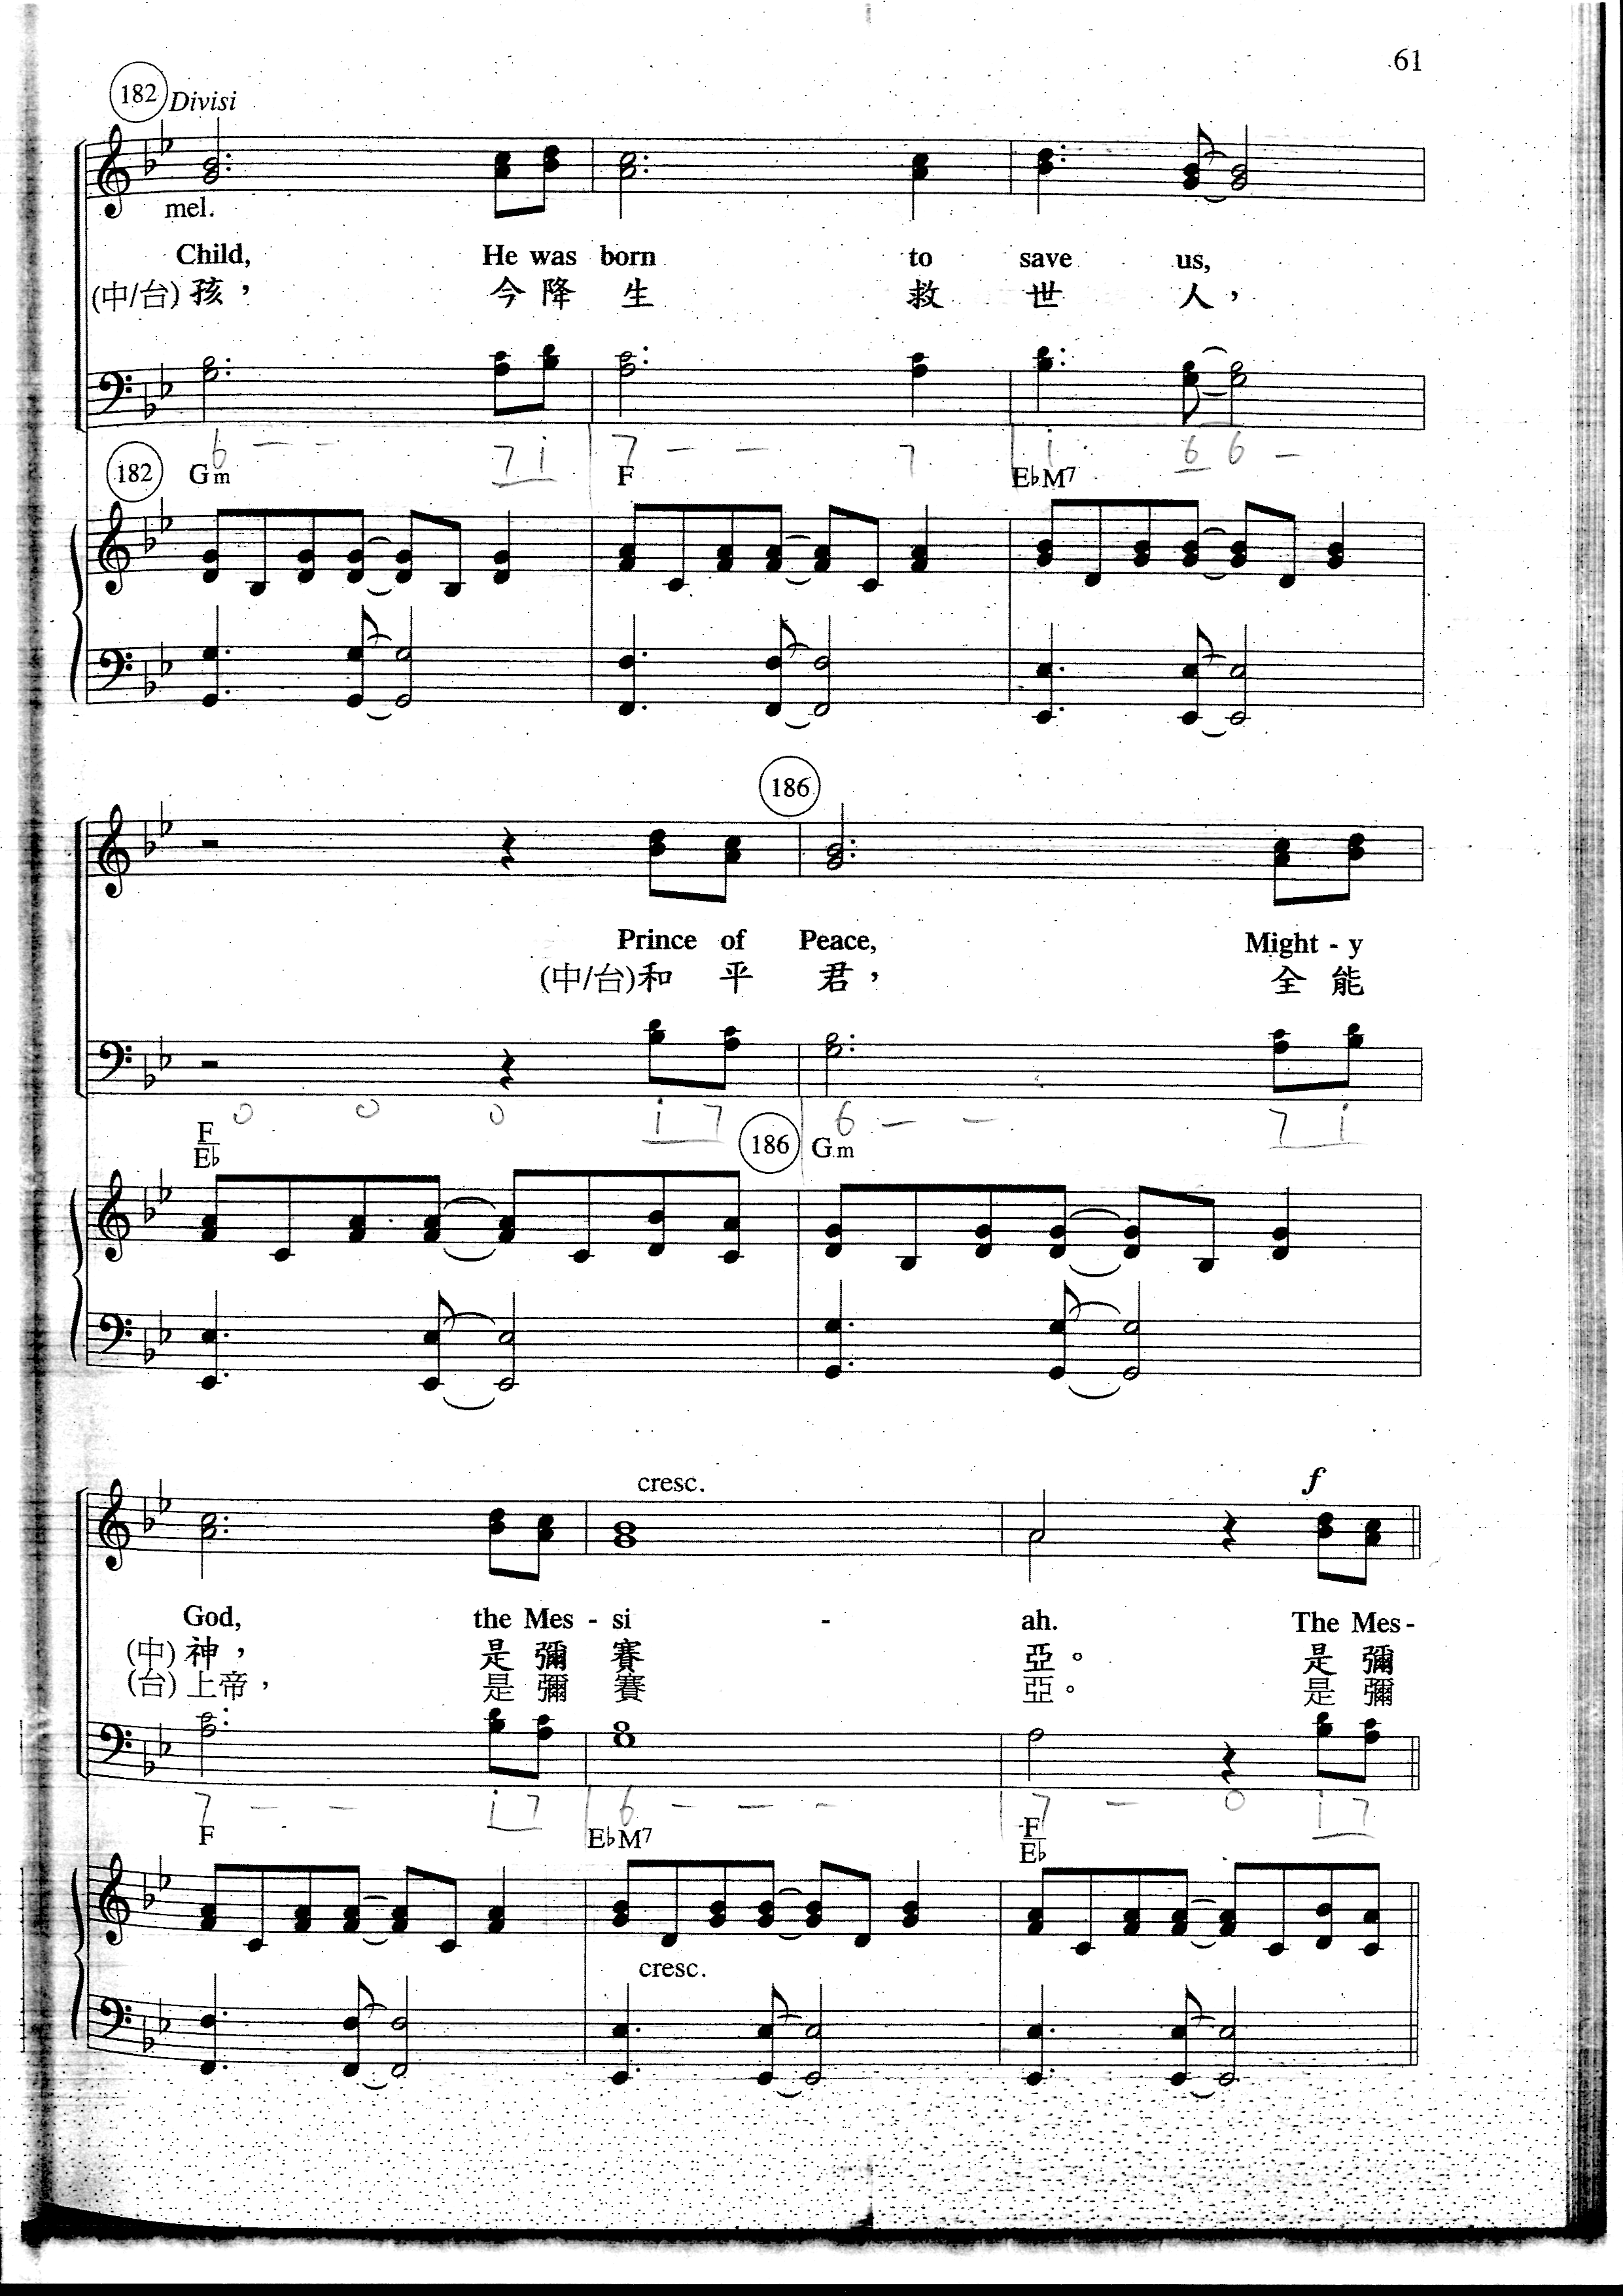 61
182 Divisi
mel.
Child, He was born to save us,
(中/台) 孩， 今 降 生 救 世 人，
6 - - 7 i 7 - - 7 i . 6 6 -
182 Gm F E♭M7
186
Prince of Peace, Might - y
(中/台) 和 平 君， 全 能
0 0 0 i 7 6 - - 7 i
F
E♭ 186 Gm
cresc. f
God, the Mes - si - ah. The Mes -
(中) 神， 是 彌 賽 亞。 是 彌
(台) 上帝， 是 彌 賽 亞。 是 彌
7 - - i 7 6 - - - 7 - 0 i 7
F E♭M7 F
E♭
cresc.